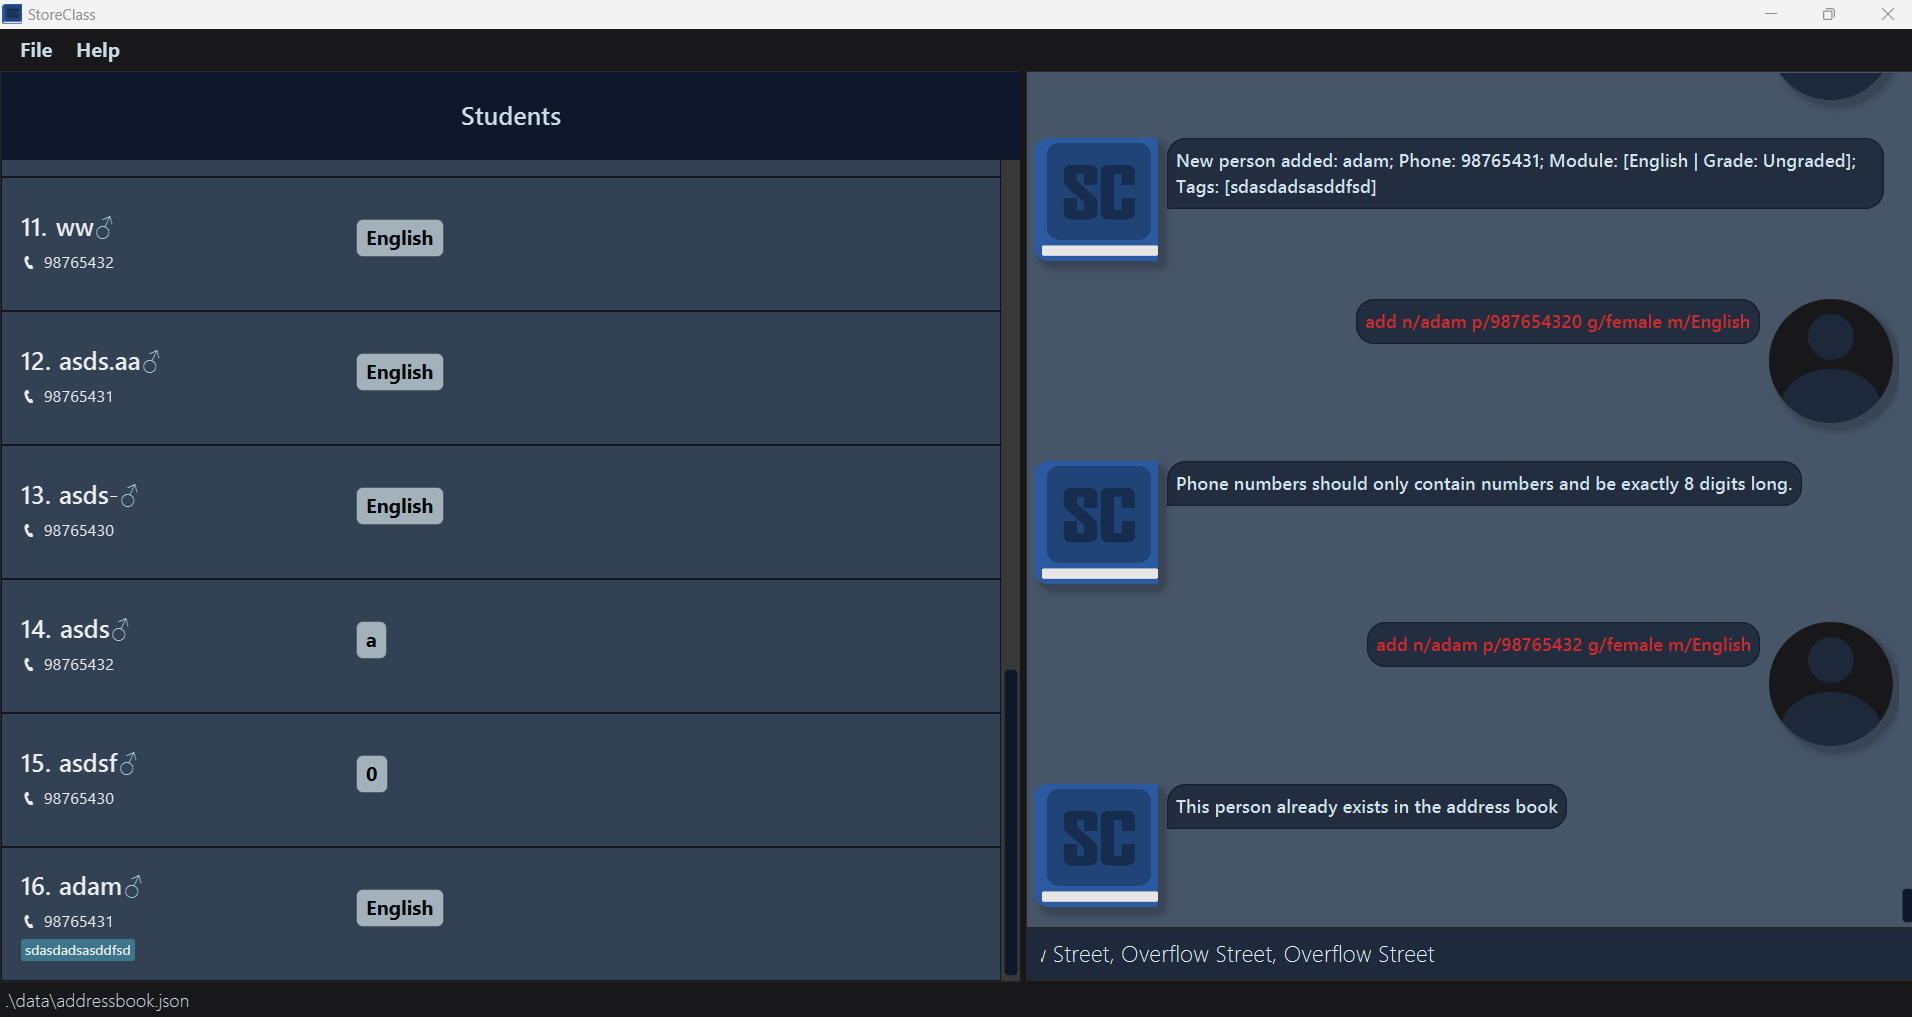 StoreClass
File Help
Students
11. ww♂
98765432
English
12. asds.aa♂
98765431
English
13. asds-♂
98765430
English
14. asds♂
98765432
a
15. asdsf♂
98765430
0
16. adam♂
98765431
sdasdadsasddfsd
English
SC
New person added: adam; Phone: 98765431; Module: [English | Grade: Ungraded];
Tags: [sdasdadsasddfsd]
add n/adam p/987654320 g/female m/English
SC
Phone numbers should only contain numbers and be exactly 8 digits long.
add n/adam p/98765432 g/female m/English
SC
This person already exists in the address book
Street, Overflow Street, Overflow Street
.\data\addressbook.json